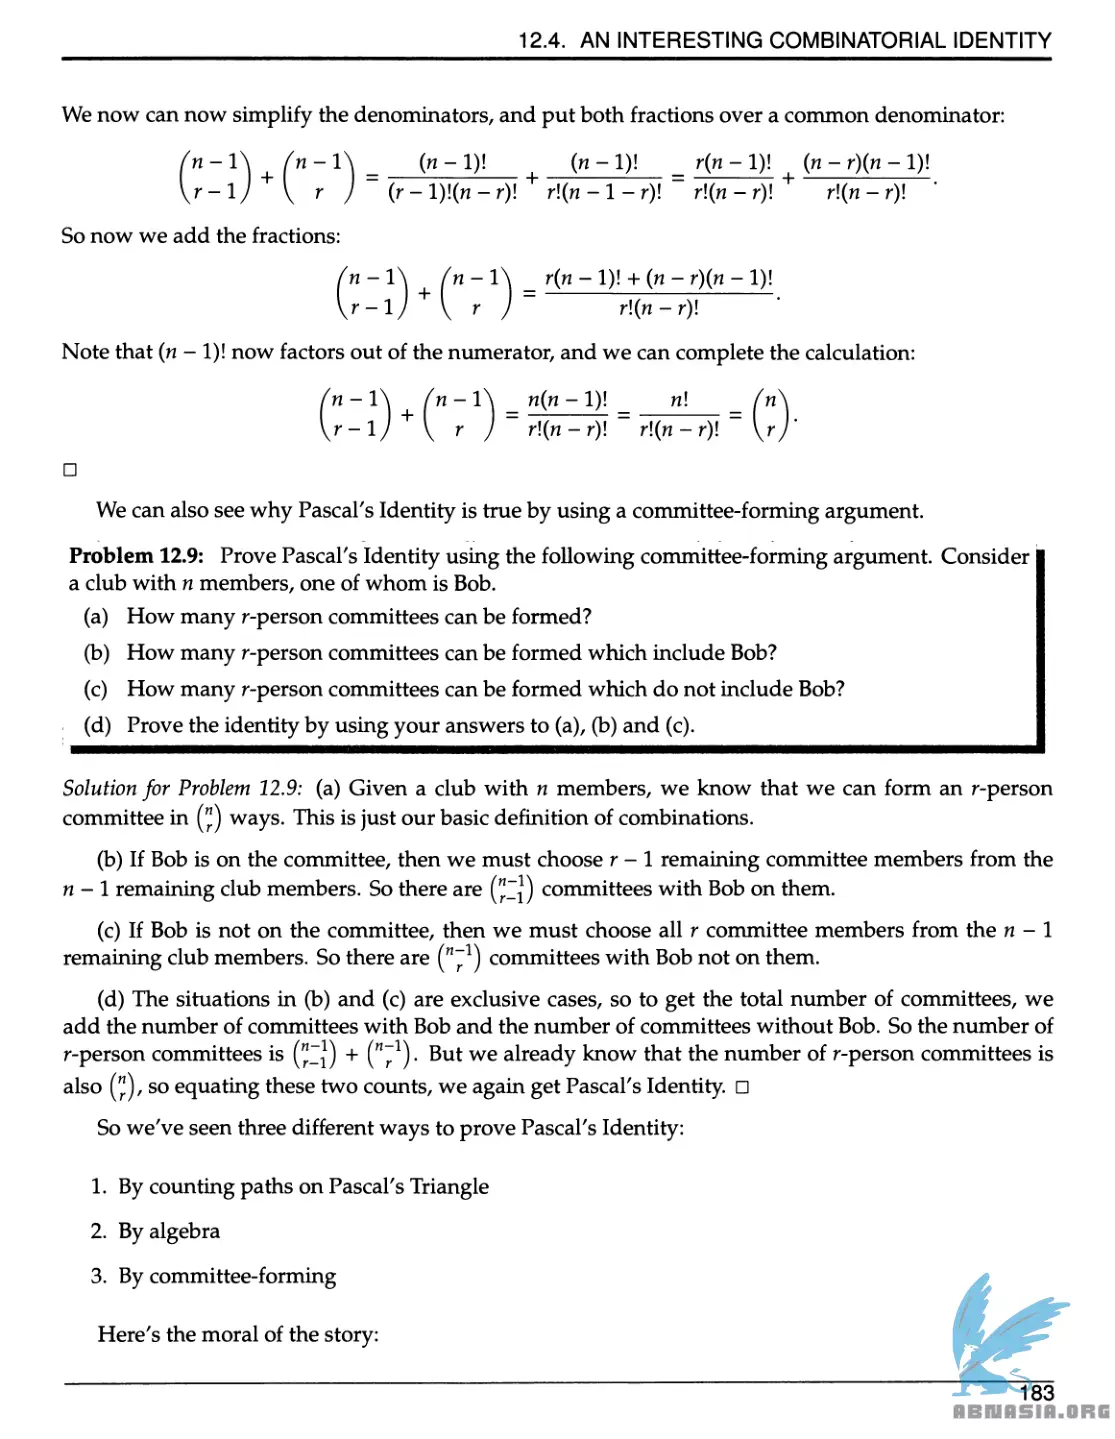 12.4. AN INTERESTING COMBINATORIAL IDENTITY
We now can now simplify the denominators, and put both fractions over a common denominator:
$\binom{n-1}{r-1} + \binom{n-1}{r} = \frac{(n-1)!}{(r-1)!(n-r)!} + \frac{(n-1)!}{r!(n-1-r)!} = \frac{r(n-1)!}{r!(n-r)!} + \frac{(n-r)(n-1)!}{r!(n-r)!}.$
So now we add the fractions:
$\binom{n-1}{r-1} + \binom{n-1}{r} = \frac{r(n-1)! + (n-r)(n-1)!}{r!(n-r)!}.$
Note that (n − 1)! now factors out of the numerator, and we can complete the calculation:
$\binom{n-1}{r-1} + \binom{n-1}{r} = \frac{n(n-1)!}{r!(n-r)!} = \frac{n!}{r!(n-r)!} = \binom{n}{r}.$
□
We can also see why Pascal's Identity is true by using a committee-forming argument.
Problem 12.9: Prove Pascal's Identity using the following committee-forming argument. Consider
a club with n members, one of whom is Bob.
(a) How many r-person committees can be formed?
(b) How many r-person committees can be formed which include Bob?
(c) How many r-person committees can be formed which do not include Bob?
(d) Prove the identity by using your answers to (a), (b) and (c).
Solution for Problem 12.9: (a) Given a club with n members, we know that we can form an r-person
committee in $\binom{n}{r}$ ways. This is just our basic definition of combinations.
(b) If Bob is on the committee, then we must choose r − 1 remaining committee members from the
n − 1 remaining club members. So there are $\binom{n-1}{r-1}$ committees with Bob on them.
(c) If Bob is not on the committee, then we must choose all r committee members from the n − 1
remaining club members. So there are $\binom{n-1}{r}$ committees with Bob not on them.
(d) The situations in (b) and (c) are exclusive cases, so to get the total number of committees, we
add the number of committees with Bob and the number of committees without Bob. So the number of
r-person committees is $\binom{n-1}{r-1} + \binom{n-1}{r}$. But we already know that the number of r-person committees is
also $\binom{n}{r}$, so equating these two counts, we again get Pascal's Identity. □
So we've seen three different ways to prove Pascal's Identity:
1. By counting paths on Pascal's Triangle
2. By algebra
3. By committee-forming
Here's the moral of the story:
183
ABNASIA.ORG